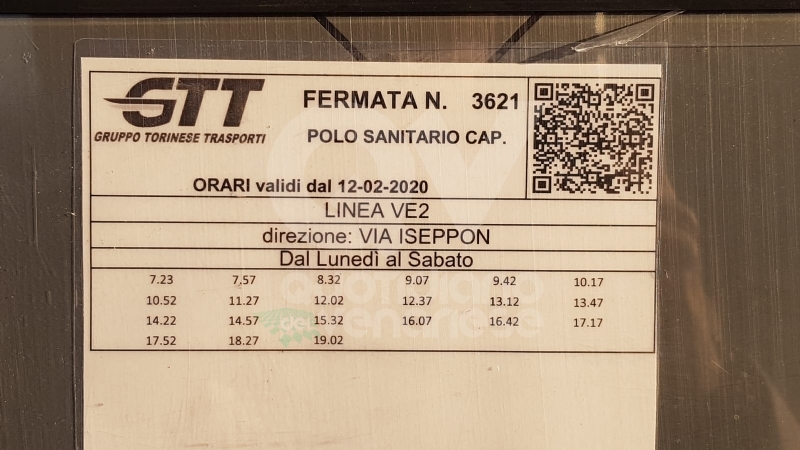 GTT
GRUPPO TORINESE TRASPORTI
FERMATA N. 3621
POLO SANITARIO CAP.
ORARI validi dal 12-02-2020
LINEA VE2
direzione: VIA ISEPPON
Dal Lunedì al Sabato
7.23 7.57 8.32 9.07 9.42 10.17
10.52 11.27 12.02 12.37 13.12 13.47
14.22 14.57 15.32 16.07 16.42 17.17
17.52 18.27 19.02
QV
Quotidiano
del